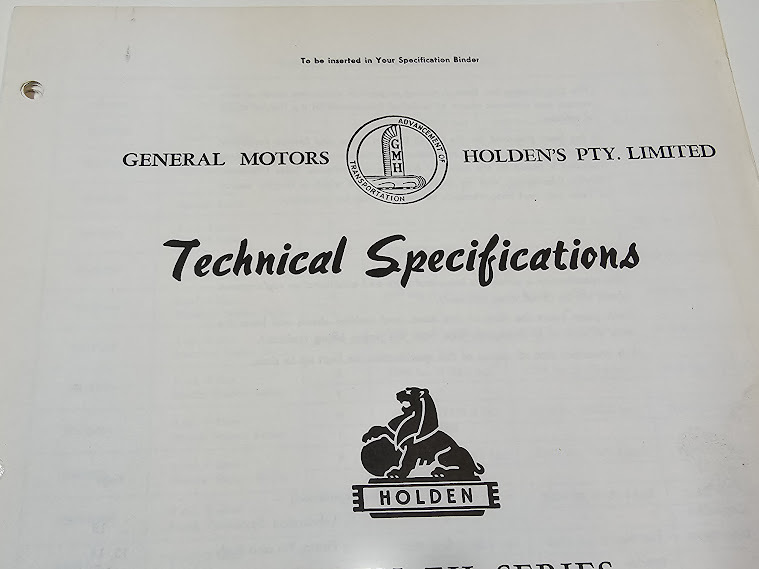 To be inserted in Your Specification Binder
GENERAL MOTORS
ADVANCEMENT OF
TRANSPORTATION
GMH
HOLDEN'S PTY. LIMITED
Technical Specifications
HOLDEN
SERIES